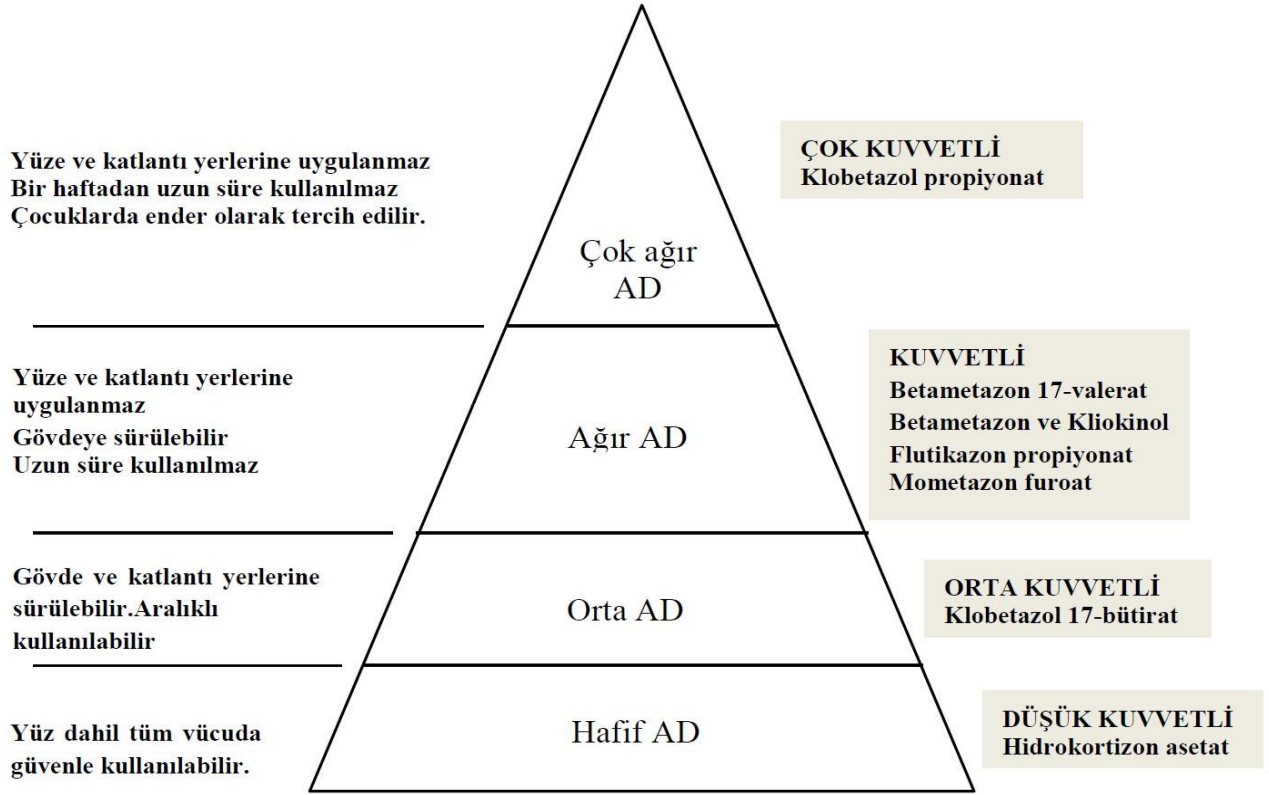 Yüze ve katlantı yerlerine uygulanmaz
Bir haftadan uzun süre kullanılmaz
Çocuklarda ender olarak tercih edilir.
Çok ağır
AD
ÇOK KUVVETLİ
Klobetazol propiyonat
Yüze ve katlantı yerlerine
uygulanmaz
Gövdeye sürülebilir
Uzun süre kullanılmaz
Ağır AD
KUVVETLİ
Betametazon 17-valerat
Betametazon ve Kliokinol
Flutikazon propiyonat
Mometazon furoat
Gövde ve katlantı yerlerine
sürülebilir.Aralıklı
kullanılabilir
Orta AD
ORTA KUVVETLİ
Klobetazol 17-bütirat
Yüz dahil tüm vücuda
güvenle kullanılabilir.
Hafif AD
DÜŞÜK KUVVETLİ
Hidrokortizon asetat